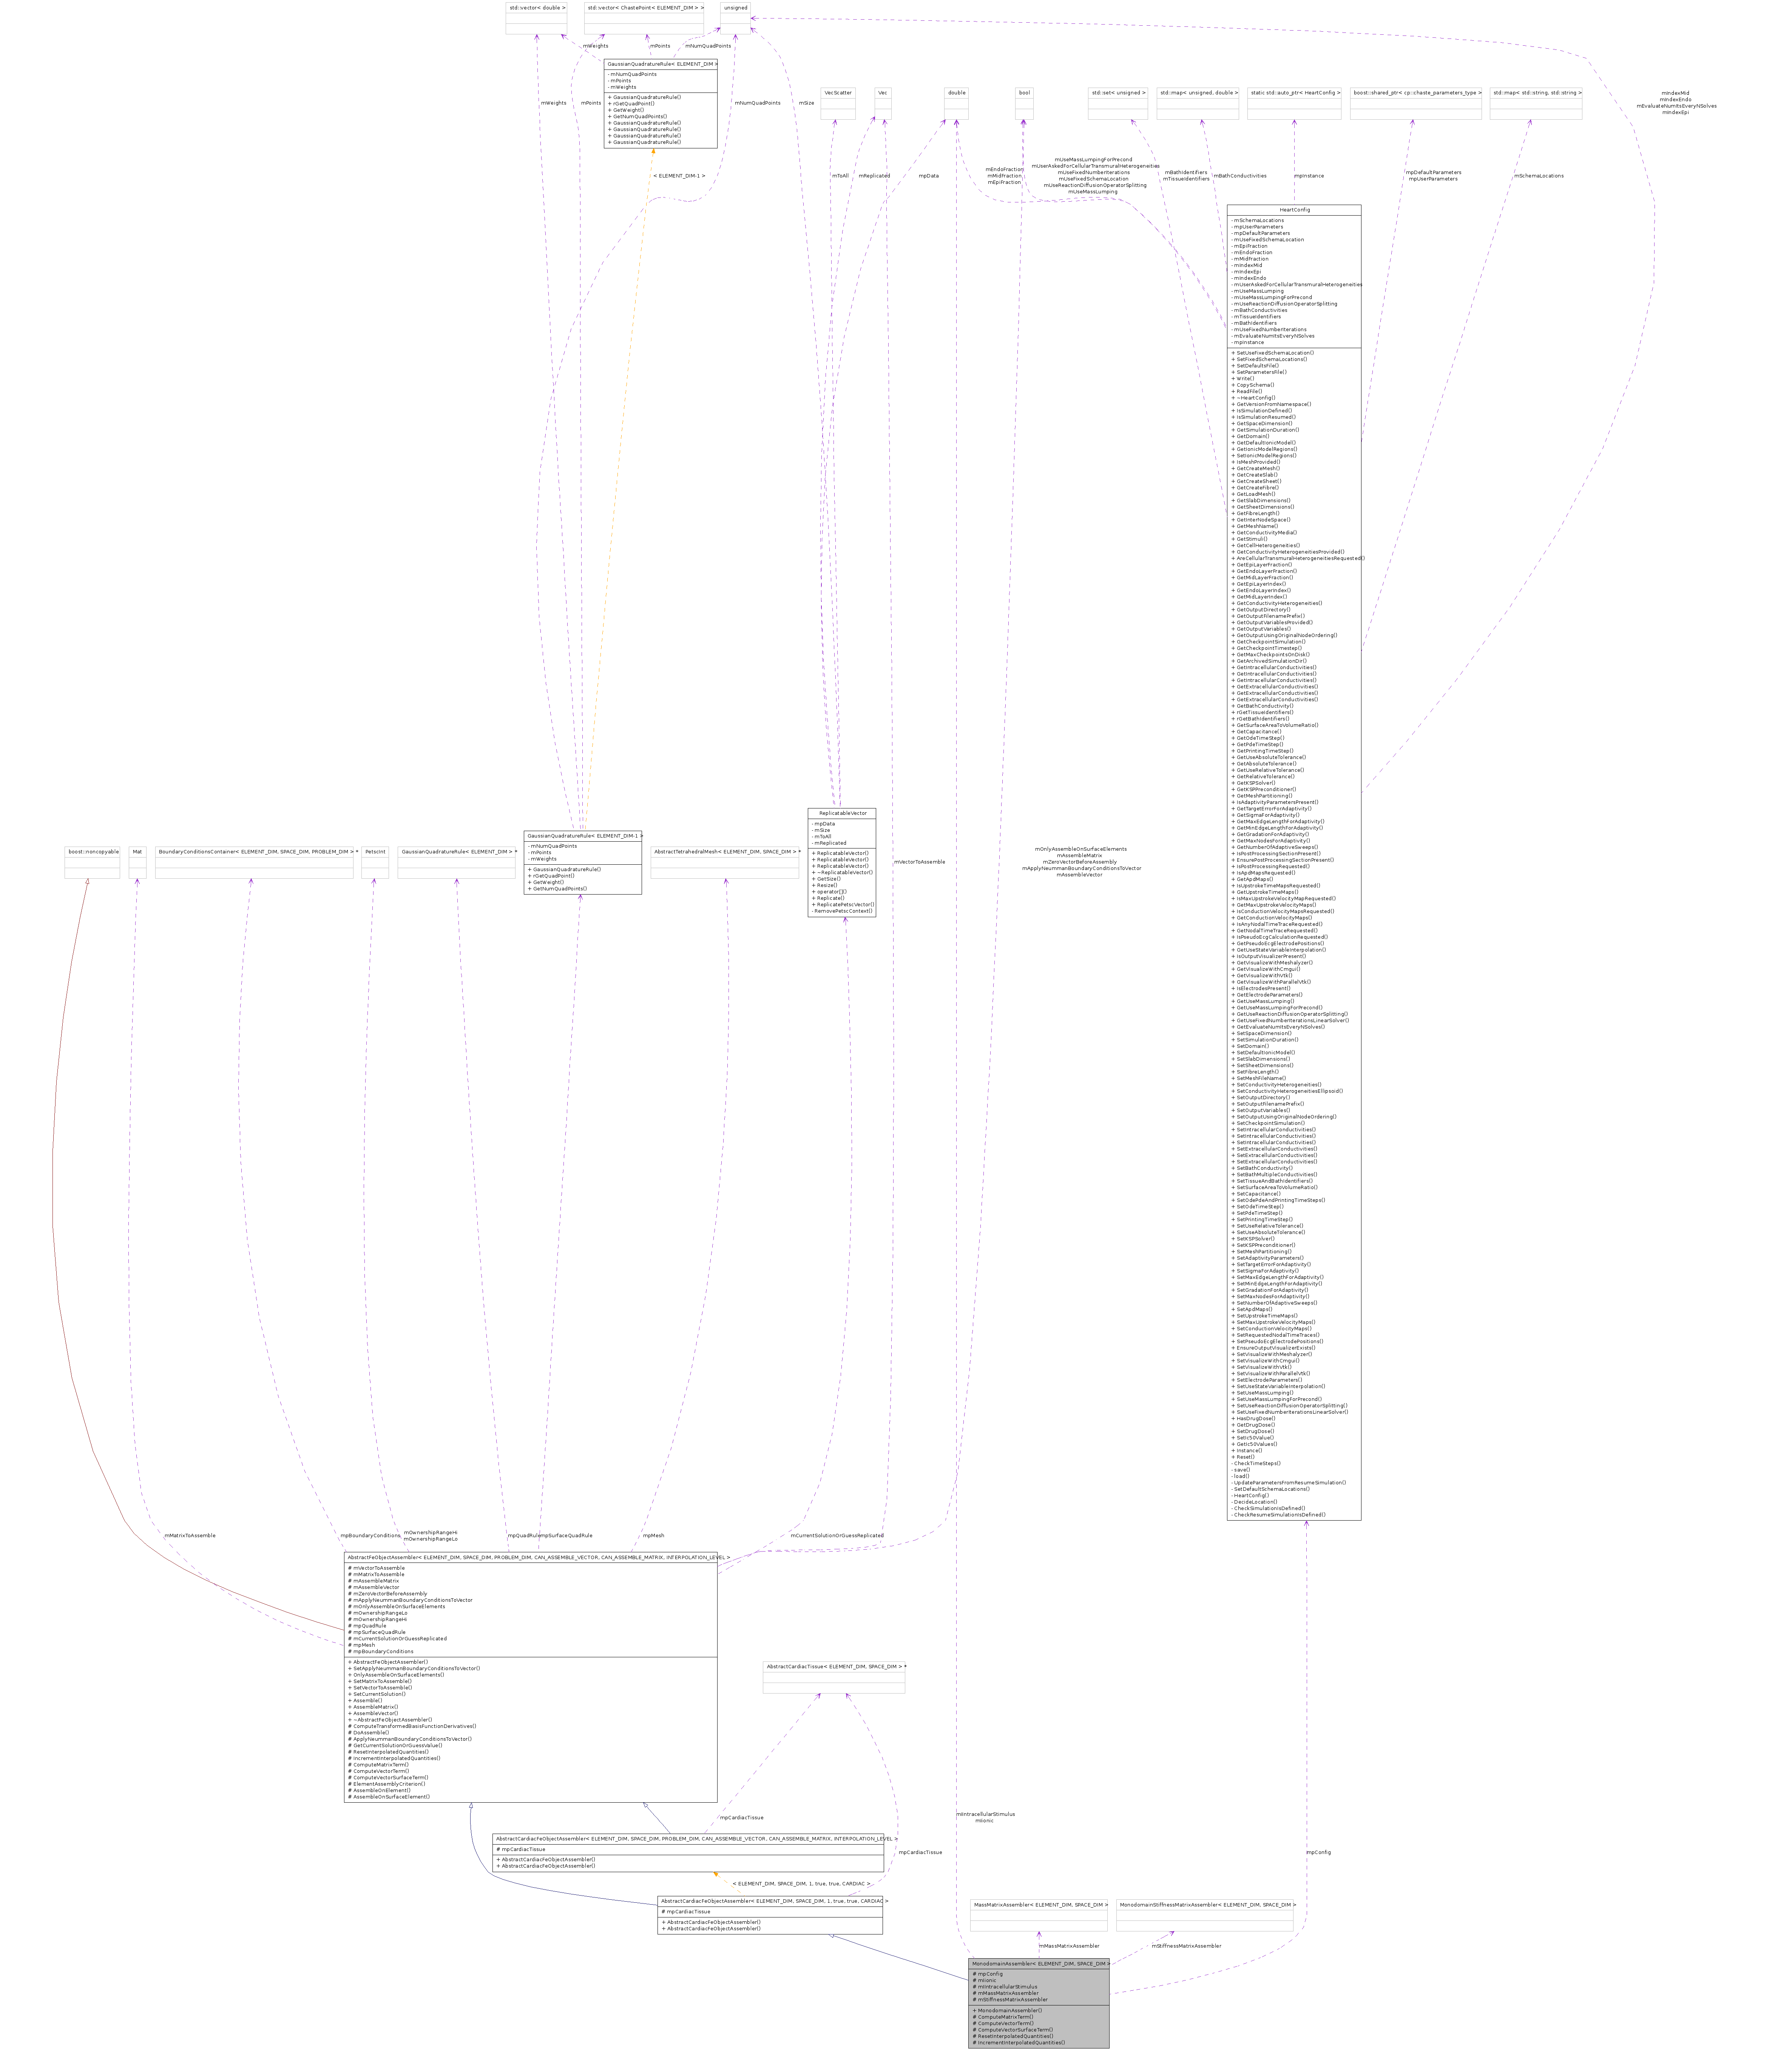 std::vector< double >
std::vector< ChastePoint< ELEMENT_DIM > >
unsigned
mWeights
mPoints
mNumQuadPoints
GaussianQuadratureRule< ELEMENT_DIM >
- mNumQuadPoints
- mPoints
- mWeights
+ GaussianQuadratureRule()
+ rGetQuadPoint()
+ GetWeight()
+ GetNumQuadPoints()
+ GaussianQuadratureRule()
+ GaussianQuadratureRule()
+ GaussianQuadratureRule()
+ GaussianQuadratureRule()
mWeights
mPoints
mNumQuadPoints
mSize
VecScatter
Vec
double
bool
std::set< unsigned >
std::map< unsigned, double >
static std::auto_ptr< HeartConfig >
boost::shared_ptr< cp::chaste_parameters_type >
std::map< std::string, std::string >
mIndexMid
mIndexEndo
mEvaluateNumItsEveryNSolves
mIndexEpi
< ELEMENT_DIM-1 >
mToAll
mReplicated
mpData
mEndoFraction
mMidFraction
mEpiFraction
mUseMassLumpingForPrecond
mUserAskedForCellularTransmuralHeterogeneities
mUseFixedNumberIterations
mUseFixedSchemaLocation
mUseReactionDiffusionOperatorSplitting
mUseMassLumping
mBathIdentifiers
mTissueIdentifiers
mBathConductivities
mpInstance
mpDefaultParameters
mpUserParameters
mSchemaLocations
HeartConfig
- mSchemaLocations
- mpUserParameters
- mpDefaultParameters
- mUseFixedSchemaLocation
- mEpiFraction
- mEndoFraction
- mMidFraction
- mIndexMid
- mIndexEpi
- mIndexEndo
- mUserAskedForCellularTransmuralHeterogeneities
- mUseMassLumping
- mUseMassLumpingForPrecond
- mUseReactionDiffusionOperatorSplitting
- mBathConductivities
- mTissueIdentifiers
- mBathIdentifiers
- mUseFixedNumberIterations
- mEvaluateNumItsEveryNSolves
- mpInstance
+ SetUseFixedSchemaLocation()
+ SetFixedSchemaLocations()
+ SetDefaultsFile()
+ SetParametersFile()
+ Write()
+ CopySchema()
+ ReadFile()
+ ~HeartConfig()
+ GetVersionFromNamespace()
+ IsSimulationDefined()
+ IsSimulationResumed()
+ GetSpaceDimension()
+ GetSimulationDuration()
+ GetDomain()
+ GetDefaultIonicModel()
+ GetIonicModelRegions()
+ SetIonicModelRegions()
+ IsMeshProvided()
+ GetCreateMesh()
+ GetCreateSlab()
+ GetCreateSheet()
+ GetCreateFibre()
+ GetLoadMesh()
+ GetSlabDimensions()
+ GetSheetDimensions()
+ GetFibreLength()
+ GetInterNodeSpace()
+ GetMeshName()
+ GetConductivityMedia()
+ GetStimuli()
+ GetCellHeterogeneities()
+ GetConductivityHeterogeneitiesProvided()
+ AreCellularTransmuralHeterogeneitiesRequested()
+ GetEpiLayerFraction()
+ GetEndoLayerFraction()
+ GetMidLayerFraction()
+ GetEpiLayerIndex()
+ GetEndoLayerIndex()
+ GetMidLayerIndex()
+ GetConductivityHeterogeneities()
+ GetOutputDirectory()
+ GetOutputFilenamePrefix()
+ GetOutputVariablesProvided()
+ GetOutputVariables()
+ GetOutputUsingOriginalNodeOrdering()
+ GetCheckpointSimulation()
+ GetCheckpointTimestep()
+ GetMaxCheckpointsOnDisk()
+ GetArchivedSimulationDir()
+ GetIntracellularConductivities()
+ GetIntracellularConductivities()
+ GetIntracellularConductivities()
+ GetExtracellularConductivities()
+ GetExtracellularConductivities()
+ GetExtracellularConductivities()
+ GetBathConductivity()
+ rGetTissueIdentifiers()
+ rGetBathIdentifiers()
+ GetSurfaceAreaToVolumeRatio()
+ GetCapacitance()
+ GetOdeTimeStep()
+ GetPdeTimeStep()
+ GetPrintingTimeStep()
+ GetUseAbsoluteTolerance()
+ GetAbsoluteTolerance()
+ GetUseRelativeTolerance()
+ GetRelativeTolerance()
+ GetKSPSolver()
+ GetKSPPreconditioner()
+ GetMeshPartitioning()
+ IsAdaptivityParametersPresent()
+ GetTargetErrorForAdaptivity()
+ GetSigmaForAdaptivity()
+ GetMaxEdgeLengthForAdaptivity()
+ GetMinEdgeLengthForAdaptivity()
+ GetGradationForAdaptivity()
+ GetMaxNodesForAdaptivity()
+ GetNumberOfAdaptiveSweeps()
+ IsPostProcessingSectionPresent()
+ EnsurePostProcessingSectionPresent()
+ IsPostProcessingRequested()
+ IsApdMapsRequested()
+ GetApdMaps()
+ IsUpstrokeTimeMapsRequested()
+ GetUpstrokeTimeMaps()
+ IsMaxUpstrokeVelocityMapRequested()
+ GetMaxUpstrokeVelocityMaps()
+ IsConductionVelocityMapsRequested()
+ GetConductionVelocityMaps()
+ IsAnyNodalTimeTraceRequested()
+ GetNodalTimeTraceRequested()
+ IsPseudoEcgCalculationRequested()
+ GetPseudoEcgElectrodePositions()
+ GetUseStateVariableInterpolation()
+ IsOutputVisualizerPresent()
+ GetVisualizeWithMeshalyzer()
+ GetVisualizeWithCmgui()
+ GetVisualizeWithVtk()
+ GetVisualizeWithParallelVtk()
+ IsElectrodesPresent()
+ GetElectrodeParameters()
+ GetUseMassLumping()
+ GetUseMassLumpingForPrecond()
+ GetUseReactionDiffusionOperatorSplitting()
+ GetUseFixedNumberIterationsLinearSolver()
+ GetEvaluateNumItsEveryNSolves()
+ SetSpaceDimension()
+ SetSimulationDuration()
+ SetDomain()
+ SetDefaultIonicModel()
+ SetSlabDimensions()
+ SetSheetDimensions()
+ SetFibreLength()
+ SetMeshFileName()
+ SetConductivityHeterogeneities()
+ SetConductivityHeterogeneitiesEllipsoid()
+ SetOutputDirectory()
+ SetOutputFilenamePrefix()
+ SetOutputVariables()
+ SetOutputUsingOriginalNodeOrdering()
+ SetCheckpointSimulation()
+ SetIntracellularConductivities()
+ SetIntracellularConductivities()
+ SetIntracellularConductivities()
+ SetExtracellularConductivities()
+ SetExtracellularConductivities()
+ SetExtracellularConductivities()
+ SetBathConductivity()
+ SetBathMultipleConductivities()
+ SetTissueAndBathIdentifiers()
+ SetSurfaceAreaToVolumeRatio()
+ SetCapacitance()
+ SetOdePdeAndPrintingTimeSteps()
+ SetOdeTimeStep()
+ SetPdeTimeStep()
+ SetPrintingTimeStep()
+ SetUseRelativeTolerance()
+ SetUseAbsoluteTolerance()
+ SetKSPSolver()
+ SetKSPPreconditioner()
+ SetMeshPartitioning()
+ SetAdaptivityParameters()
+ SetTargetErrorForAdaptivity()
+ SetSigmaForAdaptivity()
+ SetMaxEdgeLengthForAdaptivity()
+ SetMinEdgeLengthForAdaptivity()
+ SetGradationForAdaptivity()
+ SetMaxNodesForAdaptivity()
+ SetNumberOfAdaptiveSweeps()
+ SetApdMaps()
+ SetUpstrokeTimeMaps()
+ SetMaxUpstrokeVelocityMaps()
+ SetConductionVelocityMaps()
+ SetRequestedNodalTimeTraces()
+ SetPseudoEcgElectrodePositions()
+ EnsureOutputVisualizerExists()
+ SetVisualizeWithMeshalyzer()
+ SetVisualizeWithCmgui()
+ SetVisualizeWithVtk()
+ SetVisualizeWithParallelVtk()
+ SetElectrodeParameters()
+ SetUseStateVariableInterpolation()
+ SetUseMassLumping()
+ SetUseMassLumpingForPrecond()
+ SetUseReactionDiffusionOperatorSplitting()
+ SetUseFixedNumberIterationsLinearSolver()
+ HasDrugDose()
+ GetDrugDose()
+ SetDrugDose()
+ SetIc50Value()
+ GetIc50Values()
+ Instance()
+ Reset()
- CheckTimeSteps()
- save()
- load()
- UpdateParametersFromResumeSimulation()
- SetDefaultSchemaLocations()
- HeartConfig()
- DecideLocation()
- CheckSimulationIsDefined()
- CheckResumeSimulationIsDefined()
ReplicatableVector
- mpData
- mSize
- mToAll
- mReplicated
+ ReplicatableVector()
+ ReplicatableVector()
+ ReplicatableVector()
+ ~ReplicatableVector()
+ GetSize()
+ Resize()
+ operator[]()
+ Replicate()
+ ReplicatePetscVector()
- RemovePetscContext()
GaussianQuadratureRule< ELEMENT_DIM-1 >
- mNumQuadPoints
- mPoints
- mWeights
+ GaussianQuadratureRule()
+ rGetQuadPoint()
+ GetWeight()
+ GetNumQuadPoints()
boost::noncopyable
Mat
BoundaryConditionsContainer< ELEMENT_DIM, SPACE_DIM, PROBLEM_DIM > *
PetscInt
GaussianQuadratureRule< ELEMENT_DIM > *
AbstractTetrahedralMesh< ELEMENT_DIM, SPACE_DIM > *
mVectorToAssemble
mOnlyAssembleOnSurfaceElements
mAssembleMatrix
mZeroVectorBeforeAssembly
mApplyNeummanBoundaryConditionsToVector
mAssembleVector
mMatrixToAssemble
mpBoundaryConditions
mOwnershipRangeHi
mOwnershipRangeLo
mpQuadRule
mpSurfaceQuadRule
mpMesh
mCurrentSolutionOrGuessReplicated
AbstractFeObjectAssembler< ELEMENT_DIM, SPACE_DIM, PROBLEM_DIM, CAN_ASSEMBLE_VECTOR, CAN_ASSEMBLE_MATRIX, INTERPOLATION_LEVEL >
# mVectorToAssemble
# mMatrixToAssemble
# mAssembleMatrix
# mAssembleVector
# mZeroVectorBeforeAssembly
# mApplyNeummanBoundaryConditionsToVector
# mOnlyAssembleOnSurfaceElements
# mOwnershipRangeLo
# mOwnershipRangeHi
# mpQuadRule
# mpSurfaceQuadRule
# mCurrentSolutionOrGuessReplicated
# mpMesh
# mpBoundaryConditions
+ AbstractFeObjectAssembler()
+ SetApplyNeummanBoundaryConditionsToVector()
+ OnlyAssembleOnSurfaceElements()
+ SetMatrixToAssemble()
+ SetVectorToAssemble()
+ SetCurrentSolution()
+ Assemble()
+ AssembleMatrix()
+ AssembleVector()
+ ~AbstractFeObjectAssembler()
# ComputeTransformedBasisFunctionDerivatives()
# DoAssemble()
# ApplyNeummanBoundaryConditionsToVector()
# GetCurrentSolutionOrGuessValue()
# ResetInterpolatedQuantities()
# IncrementInterpolatedQuantities()
# ComputeMatrixTerm()
# ComputeVectorTerm()
# ComputeVectorSurfaceTerm()
# ElementAssemblyCriterion()
# AssembleOnElement()
# AssembleOnSurfaceElement()
AbstractCardiacTissue< ELEMENT_DIM, SPACE_DIM > *
mpCardiacTissue
mIntracellularStimulus
mIionic
AbstractCardiacFeObjectAssembler< ELEMENT_DIM, SPACE_DIM, PROBLEM_DIM, CAN_ASSEMBLE_VECTOR, CAN_ASSEMBLE_MATRIX, INTERPOLATION_LEVEL >
# mpCardiacTissue
+ AbstractCardiacFeObjectAssembler()
+ AbstractCardiacFeObjectAssembler()
mpCardiacTissue
mpConfig
< ELEMENT_DIM, SPACE_DIM, 1, true, true, CARDIAC >
AbstractCardiacFeObjectAssembler< ELEMENT_DIM, SPACE_DIM, 1, true, true, CARDIAC >
# mpCardiacTissue
+ AbstractCardiacFeObjectAssembler()
+ AbstractCardiacFeObjectAssembler()
MassMatrixAssembler< ELEMENT_DIM, SPACE_DIM >
MonodomainStiffnessMatrixAssembler< ELEMENT_DIM, SPACE_DIM >
mMassMatrixAssembler
mStiffnessMatrixAssembler
MonodomainAssembler< ELEMENT_DIM, SPACE_DIM >
# mpConfig
# mIionic
# mIntracellularStimulus
# mMassMatrixAssembler
# mStiffnessMatrixAssembler
+ MonodomainAssembler()
# ComputeMatrixTerm()
# ComputeVectorTerm()
# ComputeVectorSurfaceTerm()
# ResetInterpolatedQuantities()
# IncrementInterpolatedQuantities()